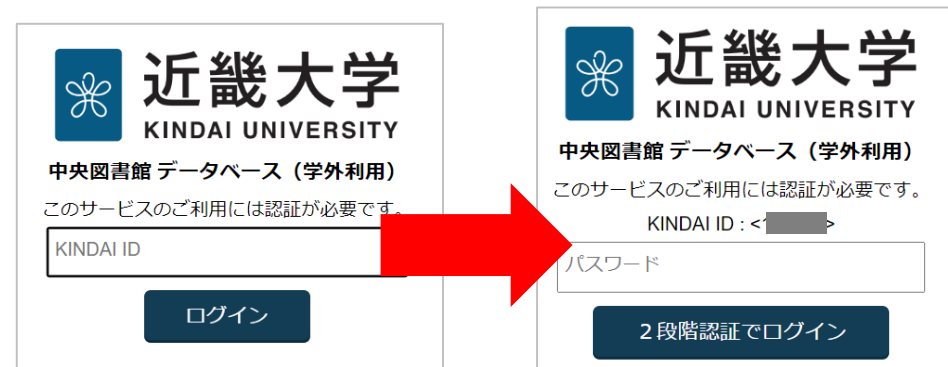 近畿大学
KINDAI UNIVERSITY
中央図書館 データベース（学外利用）
このサービスのご利用には認証が必要です。
KINDAI ID
ログイン
近畿大学
KINDAI UNIVERSITY
中央図書館 データベース（学外利用）
このサービスのご利用には認証が必要です。
KINDAI ID : < >
パスワード
２段階認証でログイン